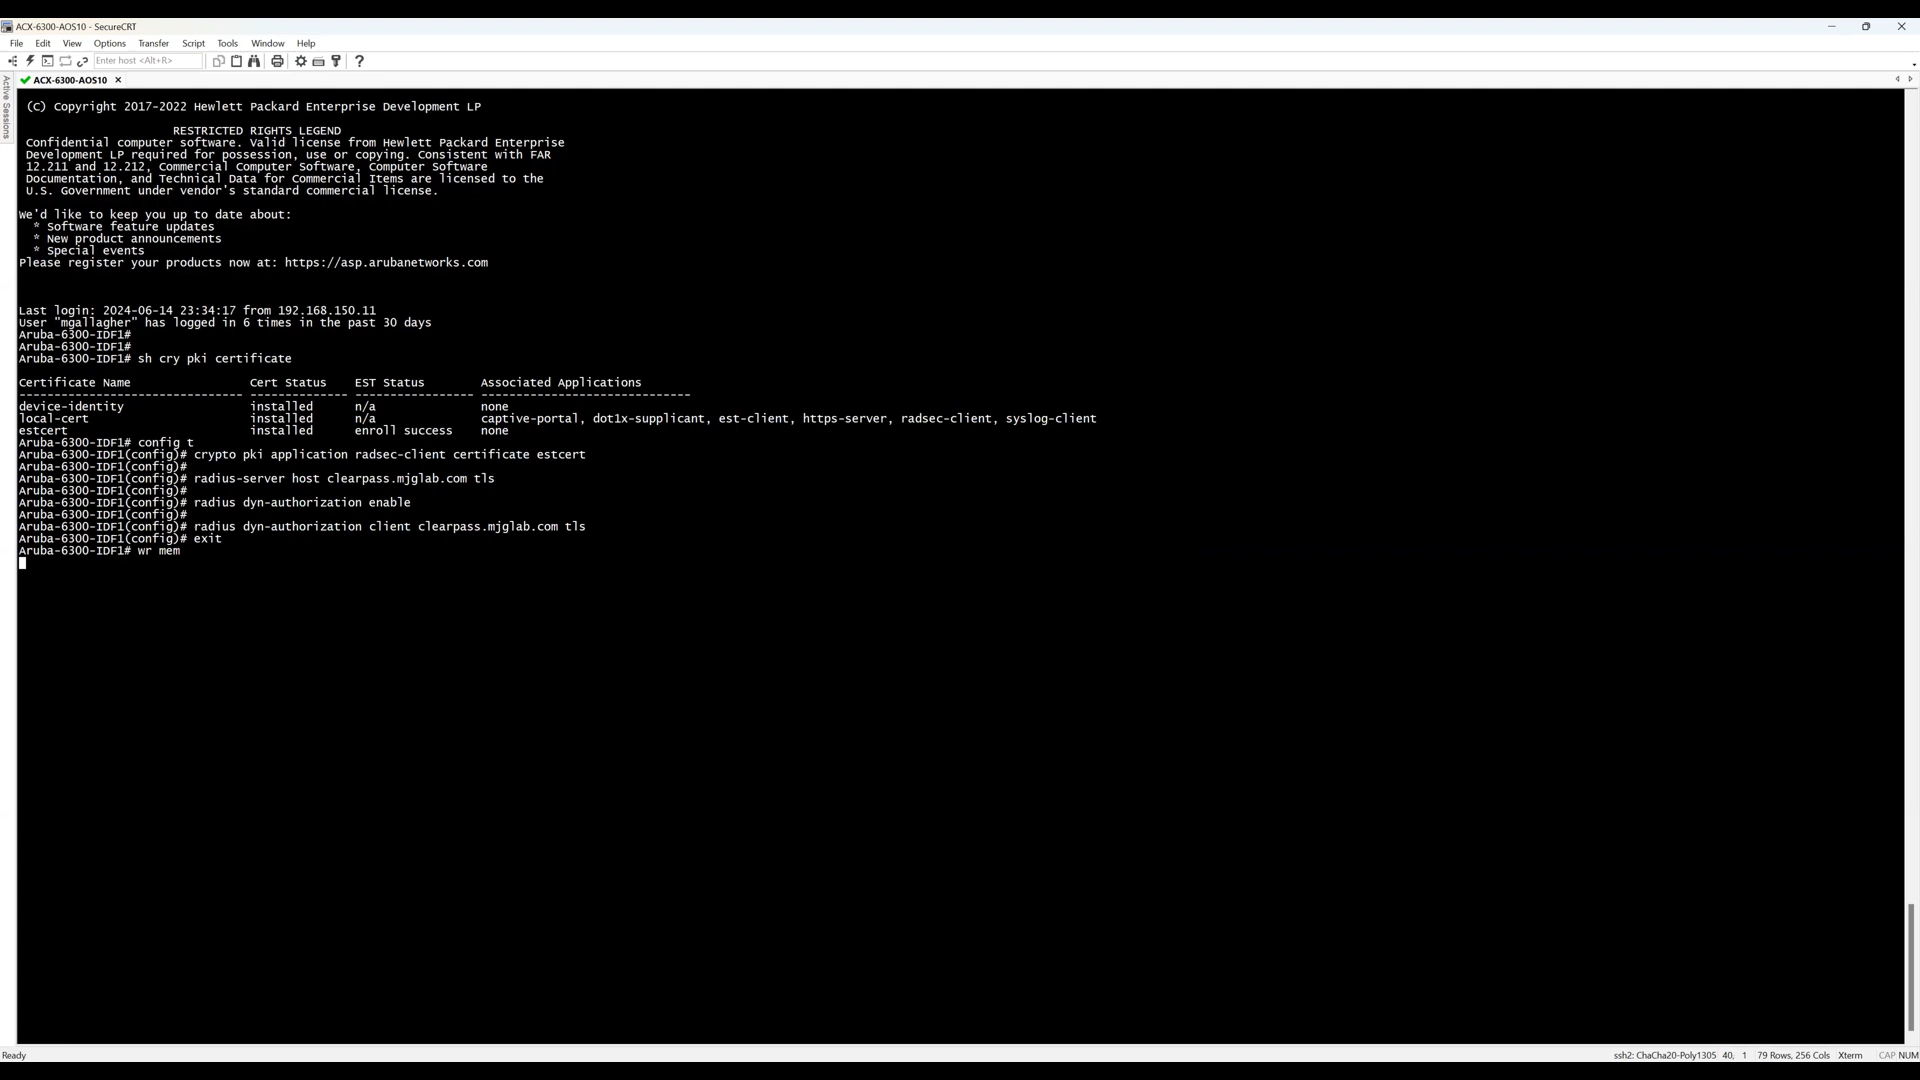 ACX-6300-AOS10 - SecureCRT
File Edit View Options Transfer Script Tools Window Help
Enter host <Alt+R>
Active Sessions
ACX-6300-AOS10
(C) Copyright 2017-2022 Hewlett Packard Enterprise Development LP
RESTRICTED RIGHTS LEGEND
Confidential computer software. Valid license from Hewlett Packard Enterprise
Development LP required for possession, use or copying. Consistent with FAR
12.211 and 12.212, Commercial Computer Software, Computer Software
Documentation, and Technical Data for Commercial Items are licensed to the
U.S. Government under vendor's standard commercial license.
We'd like to keep you up to date about:
* Software feature updates
* New product announcements
* Special events
Please register your products now at: https://asp.arubanetworks.com
Last login: 2024-06-14 23:34:17 from 192.168.150.11
User "mgallagher" has logged in 6 times in the past 30 days
Aruba-6300-IDF1#
Aruba-6300-IDF1#
Aruba-6300-IDF1# sh cry pki certificate
Certificate Name Cert Status EST Status Associated Applications
-------------------------------- -------------- ----------------- ------------------------------
device-identity installed n/a none
local-cert installed n/a captive-portal, dot1x-supplicant, est-client, https-server, radsec-client, syslog-client
estcert installed enroll success none
Aruba-6300-IDF1# config t
Aruba-6300-IDF1(config)# crypto pki application radsec-client certificate estcert
Aruba-6300-IDF1(config)#
Aruba-6300-IDF1(config)# radius-server host clearpass.mjglab.com tls
Aruba-6300-IDF1(config)#
Aruba-6300-IDF1(config)# radius dyn-authorization enable
Aruba-6300-IDF1(config)#
Aruba-6300-IDF1(config)# radius dyn-authorization client clearpass.mjglab.com tls
Aruba-6300-IDF1(config)# exit
Aruba-6300-IDF1# wr mem
Ready ssh2: ChaCha20-Poly1305 40, 1 79 Rows, 256 Cols Xterm CAP NUM